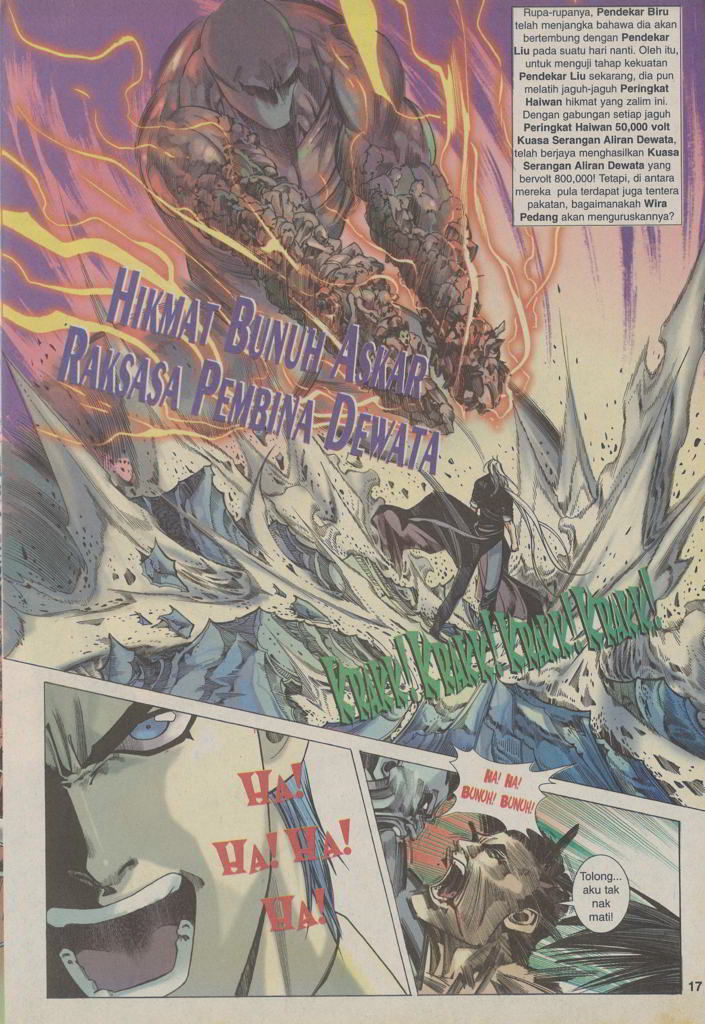 Rupa-rupanya, Pendekar Biru
telah menjangka bahawa dia akan
bertembung dengan Pendekar
Liu pada suatu hari nanti. Oleh itu,
untuk menguji tahap kekuatan
Pendekar Liu sekarang, dia pun
melatih jaguh-jaguh Peringkat
Haiwan hikmat yang zalim ini.
Dengan gabungan setiap jaguh
Peringkat Haiwan 50,000 volt
Kuasa Serangan Aliran Dewata,
telah berjaya menghasilkan Kuasa
Serangan Aliran Dewata yang
bervolt 800,000! Tetapi, di antara
mereka pula terdapat juga tentera
pakatan, bagaimanakah Wira
Pedang akan menguruskannya?
HIKMAT BUNUH ASKAR
RAKSASA PEMBINA DEWATA
KRAKK! KRAKK! KRAKK! KRAKK!
HA!
HA! HA!
HA!
HA! HA!
BUNUH! BUNUH!
Tolong...
aku tak
nak
mati!
17